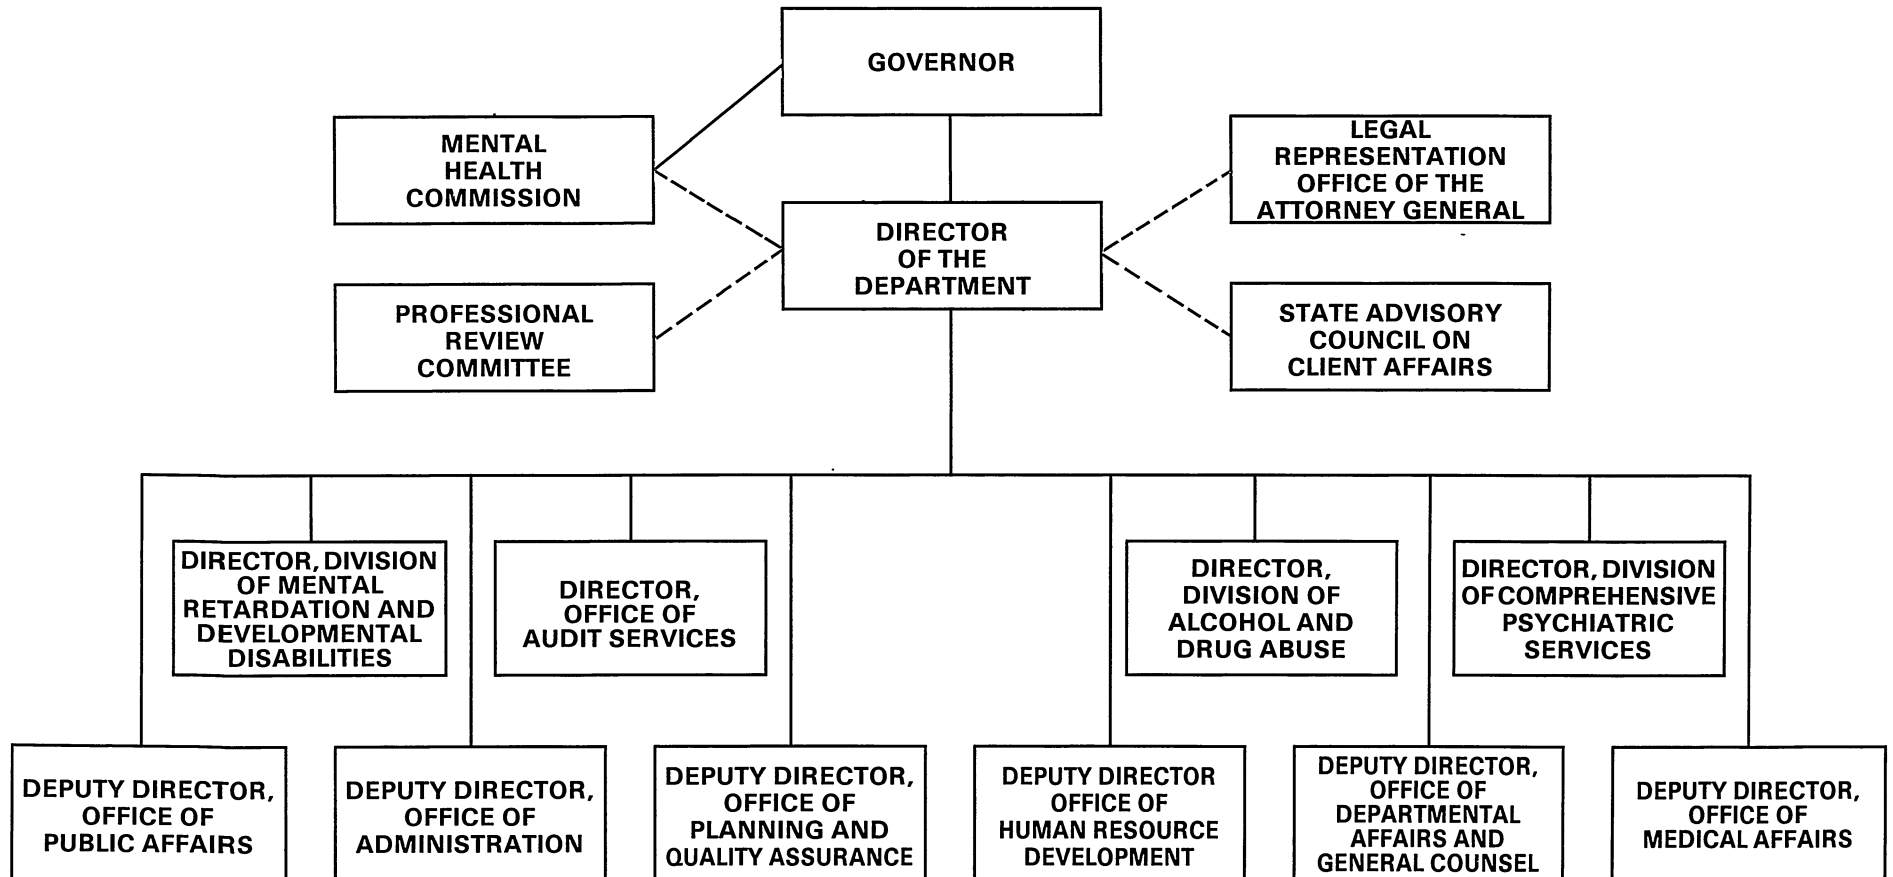 GOVERNOR
MENTAL
HEALTH
COMMISSION
LEGAL
REPRESENTATION
OFFICE OF THE
ATTORNEY GENERAL
DIRECTOR
OF THE
DEPARTMENT
PROFESSIONAL
REVIEW
COMMITTEE
STATE ADVISORY
COUNCIL ON
CLIENT AFFAIRS
DIRECTOR, DIVISION
OF MENTAL
RETARDATION AND
DEVELOPMENTAL
DISABILITIES
DIRECTOR,
OFFICE OF
AUDIT SERVICES
DIRECTOR,
DIVISION OF
ALCOHOL AND
DRUG ABUSE
DIRECTOR, DIVISION
OF COMPREHENSIVE
PSYCHIATRIC
SERVICES
DEPUTY DIRECTOR,
OFFICE OF
PUBLIC AFFAIRS
DEPUTY DIRECTOR,
OFFICE OF
ADMINISTRATION
DEPUTY DIRECTOR,
OFFICE OF
PLANNING AND
QUALITY ASSURANCE
DEPUTY DIRECTOR
OFFICE OF
HUMAN RESOURCE
DEVELOPMENT
DEPUTY DIRECTOR,
OFFICE OF
DEPARTMENTAL
AFFAIRS AND
GENERAL COUNSEL
DEPUTY DIRECTOR,
OFFICE OF
MEDICAL AFFAIRS